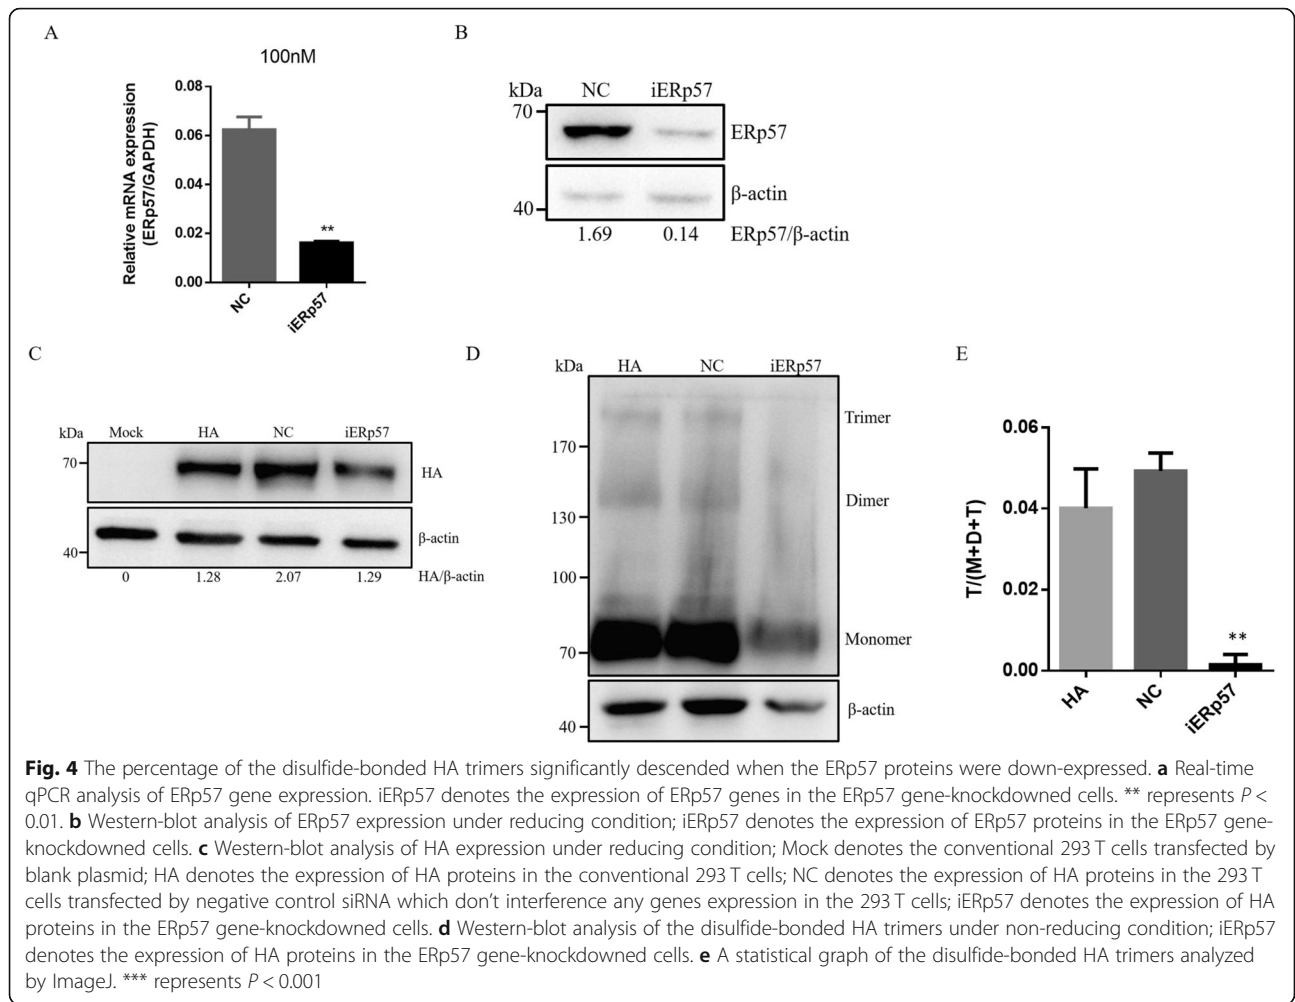 A
100nM
Relative mRNA expression
(ERp57/GAPDH)
0.08
0.06
0.04
0.02
0.00
**
NC
iERp57
B
kDa NC iERp57
70
ERp57
β-actin
40
1.69 0.14 ERp57/β-actin
C
kDa Mock HA NC iERp57
70
HA
β-actin
40
0 1.28 2.07 1.29 HA/β-actin
D
kDa HA NC iERp57
Trimer
170
Dimer
130
100
Monomer
70
β-actin
40
E
T/(M+D+T)
0.06
0.04
0.02
0.00
**
HA
NC
iERp57
Fig. 4 The percentage of the disulfide-bonded HA trimers significantly descended when the ERp57 proteins were down-expressed. a Real-time
qPCR analysis of ERp57 gene expression. iERp57 denotes the expression of ERp57 genes in the ERp57 gene-knockdowned cells. ** represents P <
0.01. b Western-blot analysis of ERp57 expression under reducing condition; iERp57 denotes the expression of ERp57 proteins in the ERp57 gene-
knockdowned cells. c Western-blot analysis of HA expression under reducing condition; Mock denotes the conventional 293 T cells transfected by
blank plasmid; HA denotes the expression of HA proteins in the conventional 293 T cells; NC denotes the expression of HA proteins in the 293 T
cells transfected by negative control siRNA which don't interference any genes expression in the 293 T cells; iERp57 denotes the expression of HA
proteins in the ERp57 gene-knockdowned cells. d Western-blot analysis of the disulfide-bonded HA trimers under non-reducing condition; iERp57
denotes the expression of HA proteins in the ERp57 gene-knockdowned cells. e A statistical graph of the disulfide-bonded HA trimers analyzed
by ImageJ. *** represents P < 0.001